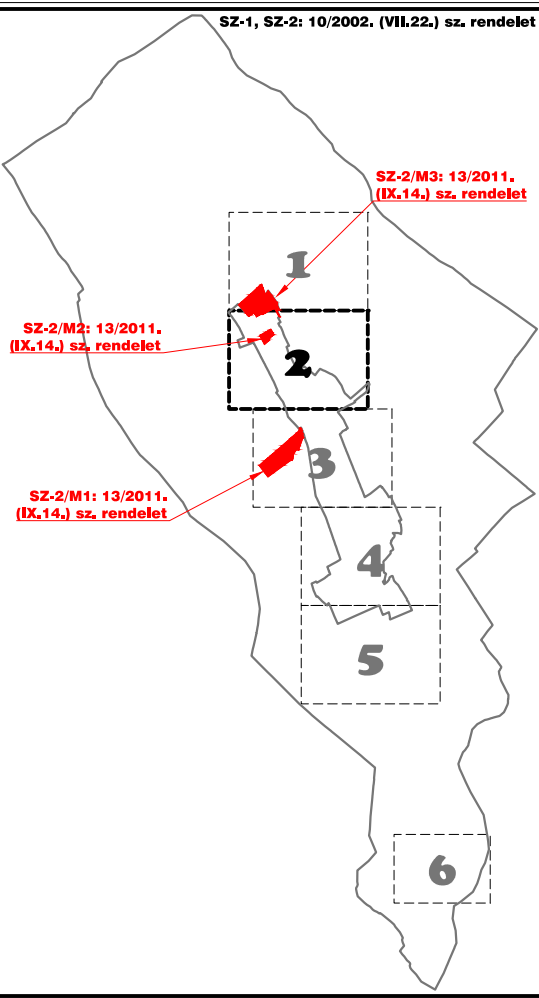 SZ-1, SZ-2: 10/2002. (VII.22.) sz. rendelet
SZ-2/M3: 13/2011.
(IX.14.) sz. rendelet
1
SZ-2/M2: 13/2011.
(IX.14.) sz. rendelet
2
3
SZ-2/M1: 13/2011.
(IX.14.) sz. rendelet
4
5
6